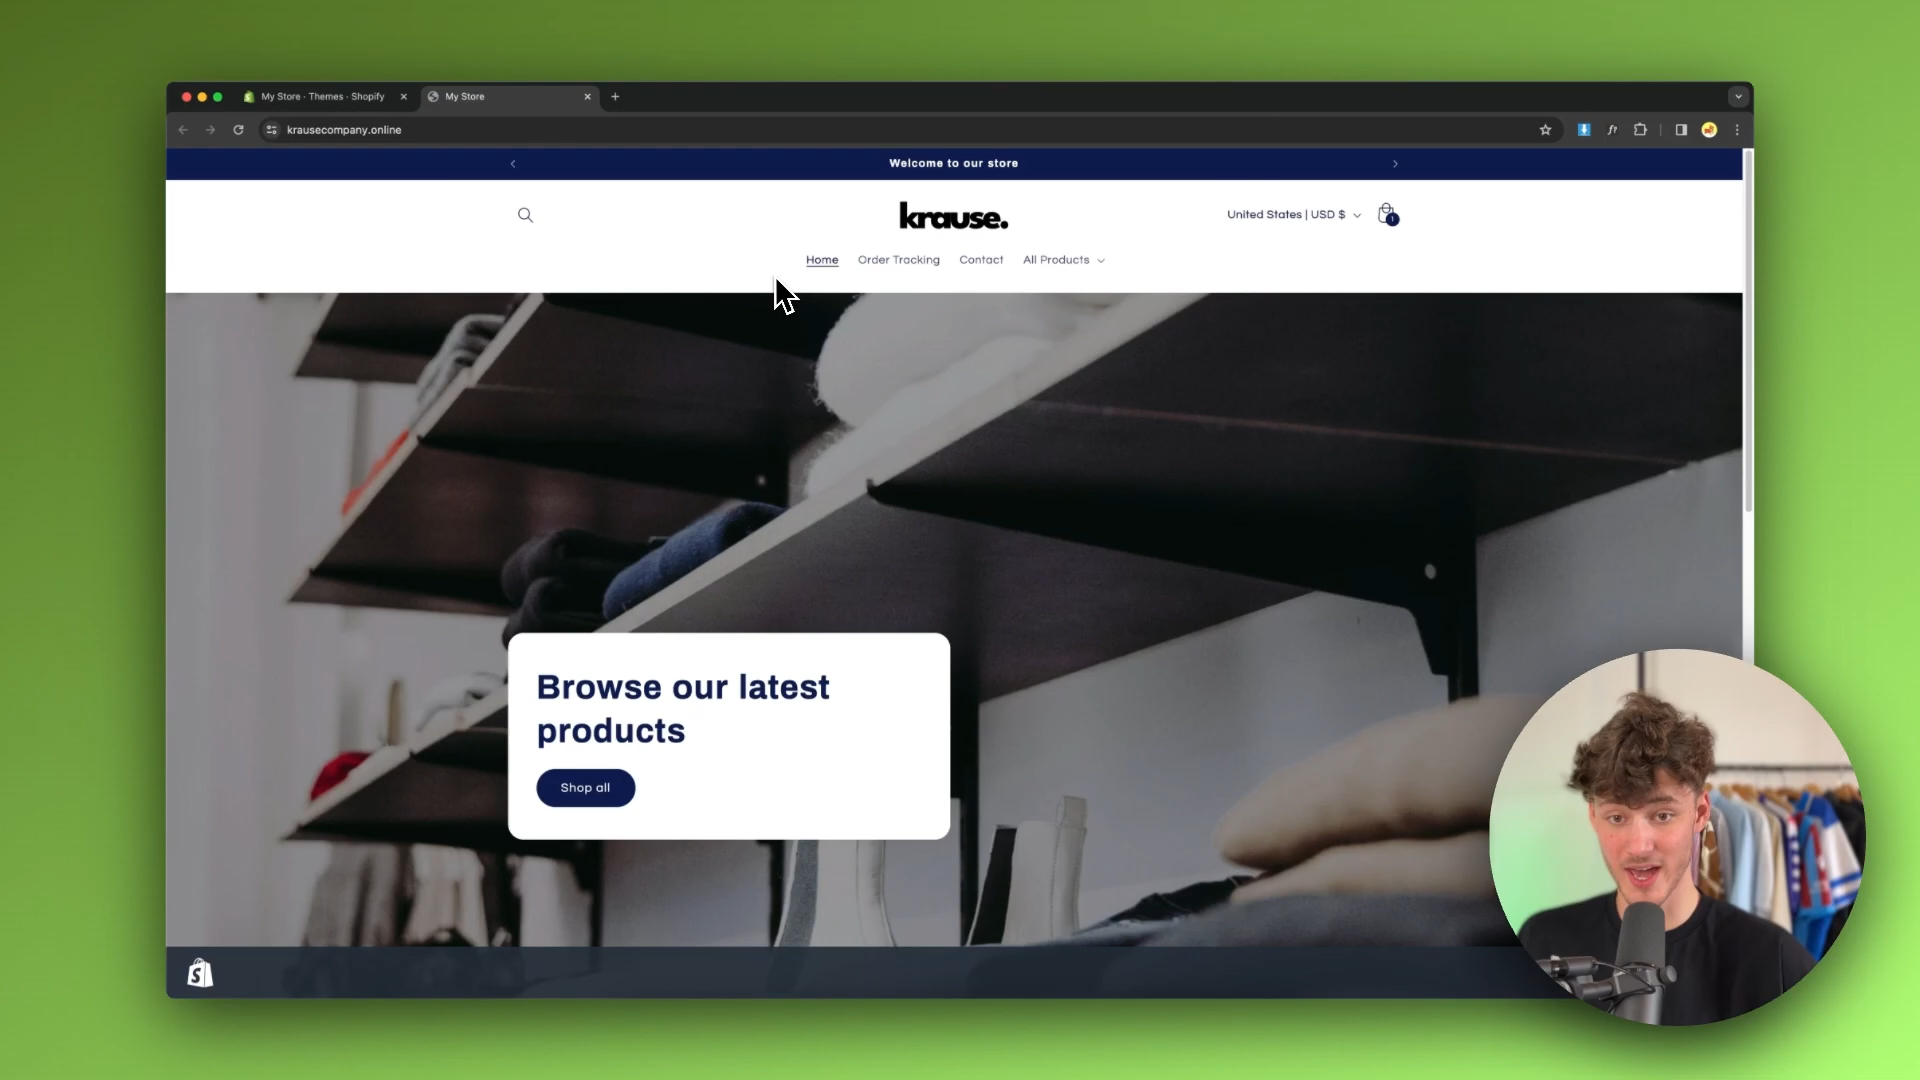 My Store · Themes · Shopify
My Store
krausecompany.online
f?
Welcome to our store
krause.
United States | USD $
1
Home
Order Tracking
Contact
All Products
Browse our latest
products
Shop all
S